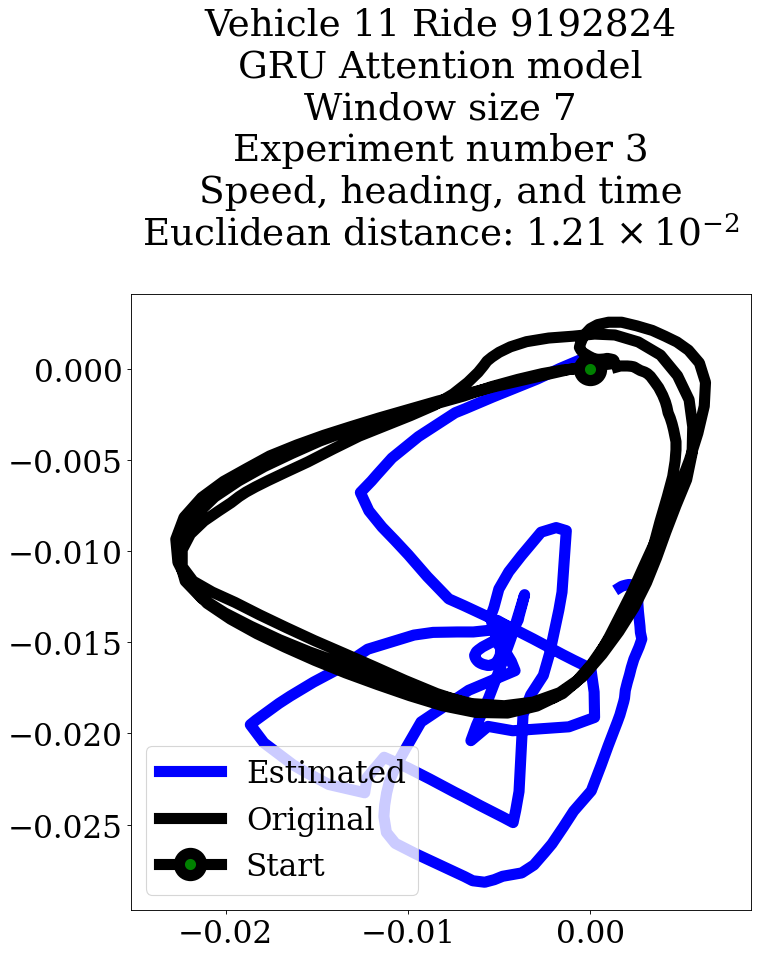 Vehicle 11 Ride 9192824
GRU Attention model
Window size 7
Experiment number 3
Speed, heading, and time
Euclidean distance: 1.21 × 10⁻²
0.000
−0.005
−0.010
−0.015
−0.020
−0.025
Estimated
Original
Start
−0.02
−0.01
0.00